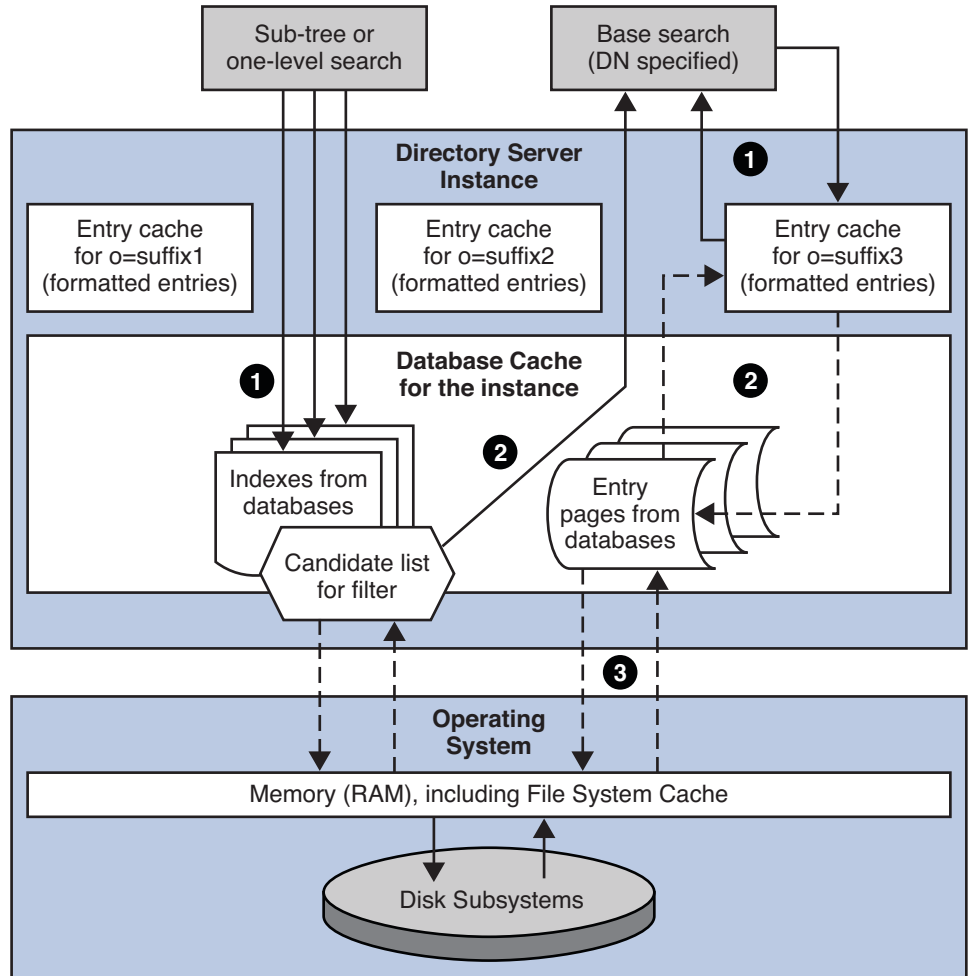 Sub-tree or
one-level search
Base search
(DN specified)
Directory Server
Instance
1
Entry cache
for o=suffix1
(formatted entries)
Entry cache
for o=suffix2
(formatted entries)
Entry cache
for o=suffix3
(formatted entries)
Database Cache
for the instance
1
2
2
Indexes from
databases
Candidate list
for filter
Entry
pages from
databases
3
Operating
System
Memory (RAM), including File System Cache
Disk Subsystems